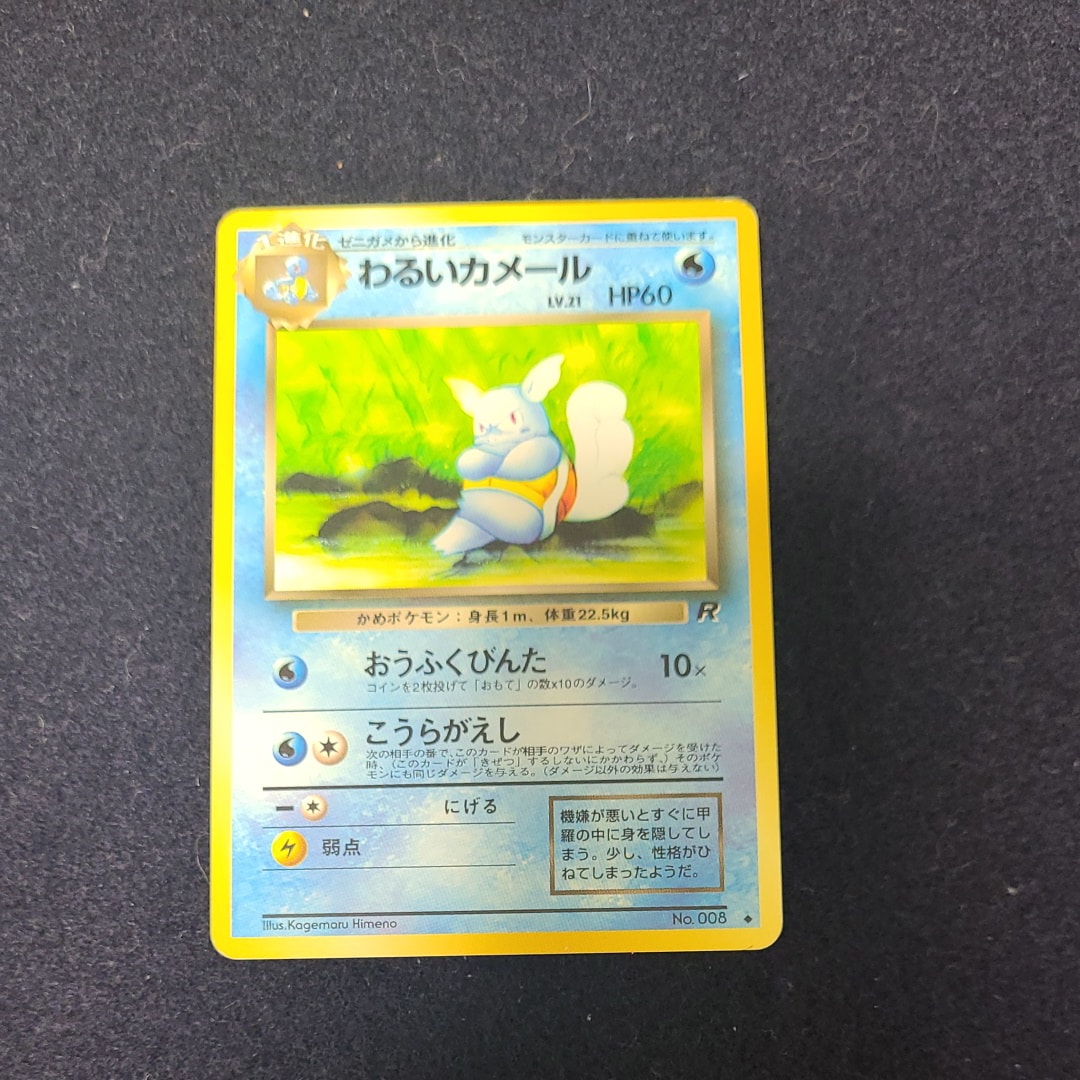 1進化
ゼニガメから進化
モンスターカードに重ねて使います。
わるいカメール
LV.21 HP60
かめポケモン：身長1m、体重22.5kg
R
おうふくびんた 10×
コインを2枚投げて「おもて」の数x10のダメージ。
こうらがえし
次の相手の番で、このカードが相手のワザによってダメージを受けた
時、（このカードが「きぜつ」するしないにかかわらず、）そのポケ
モンにも同じダメージを与える。（ダメージ以外の効果は与えない）
にげる
弱点
機嫌が悪いとすぐに甲
羅の中に身を隠してし
まう。少し、性格がひ
ねてしまったようだ。
Illus.Kagemaru Himeno
No. 008